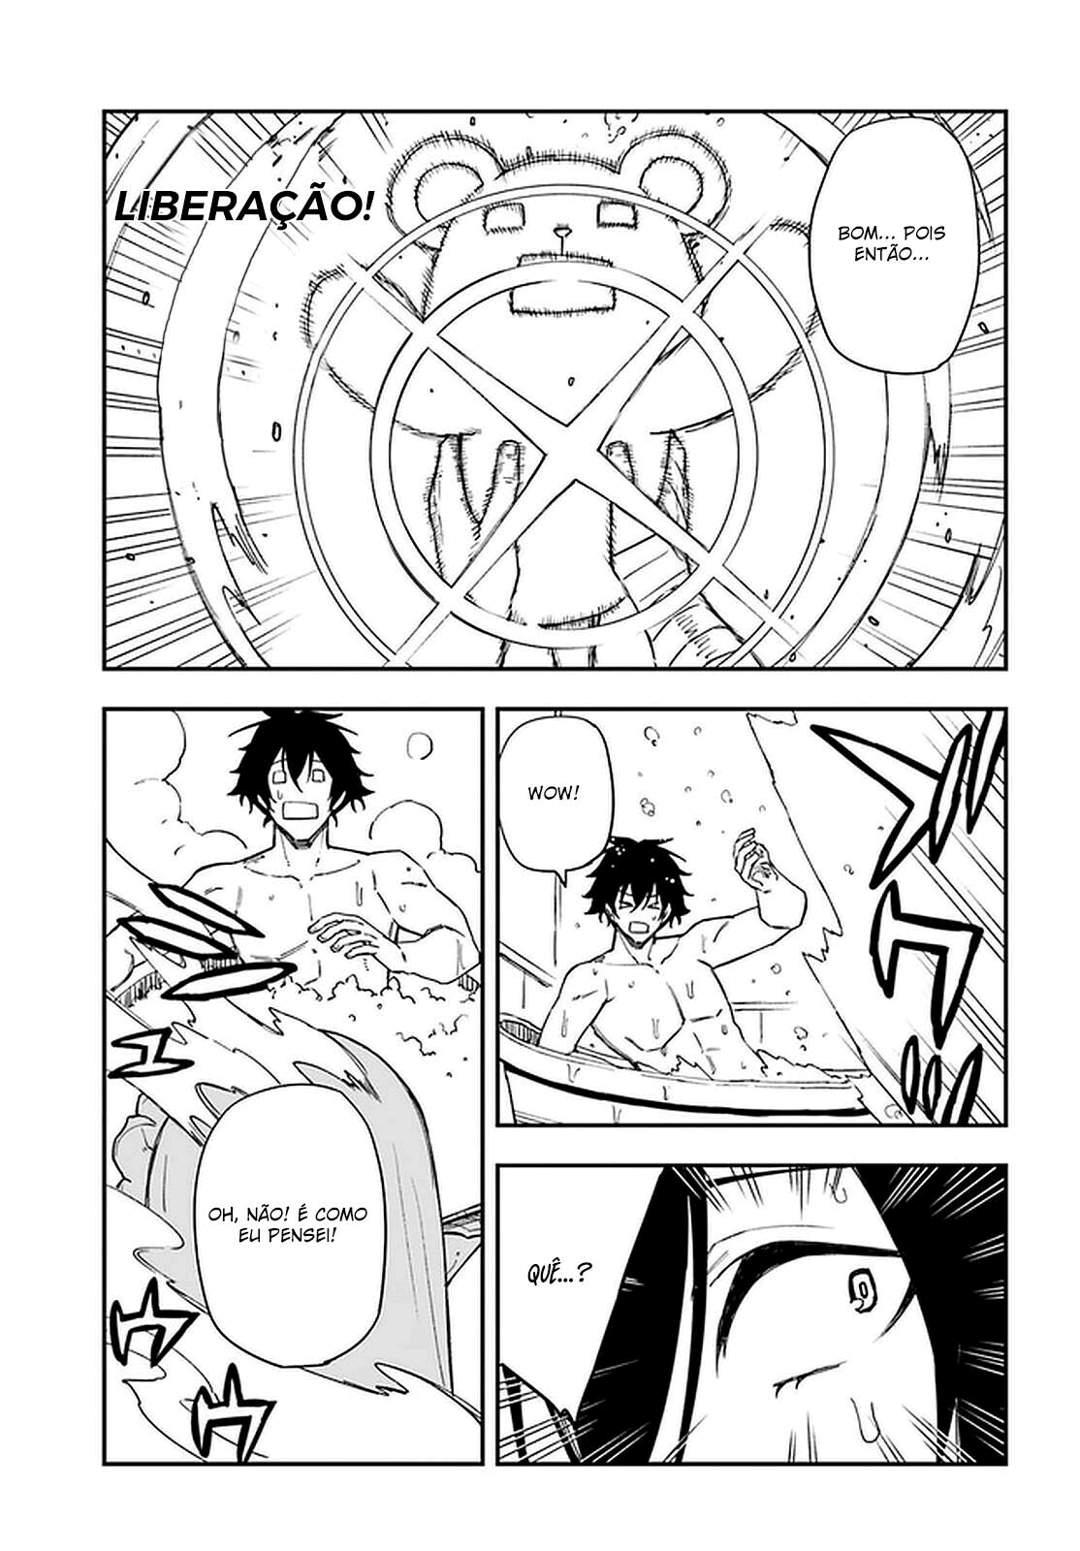 BOM... POIS
ENTÃO...
LIBERAÇÃO!
WOW!
QUÊ...?
OH, NÃO! É COMO
EU PENSEI!